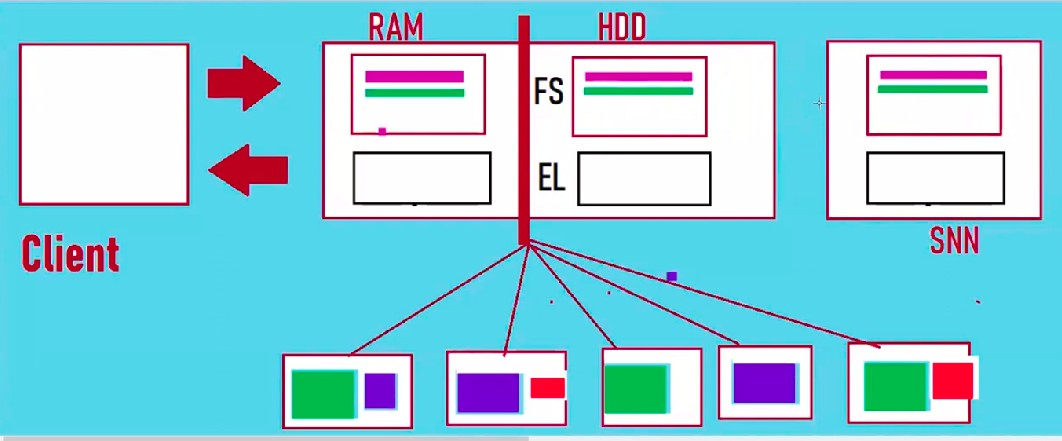 RAM
HDD
FS
EL
Client
SNN